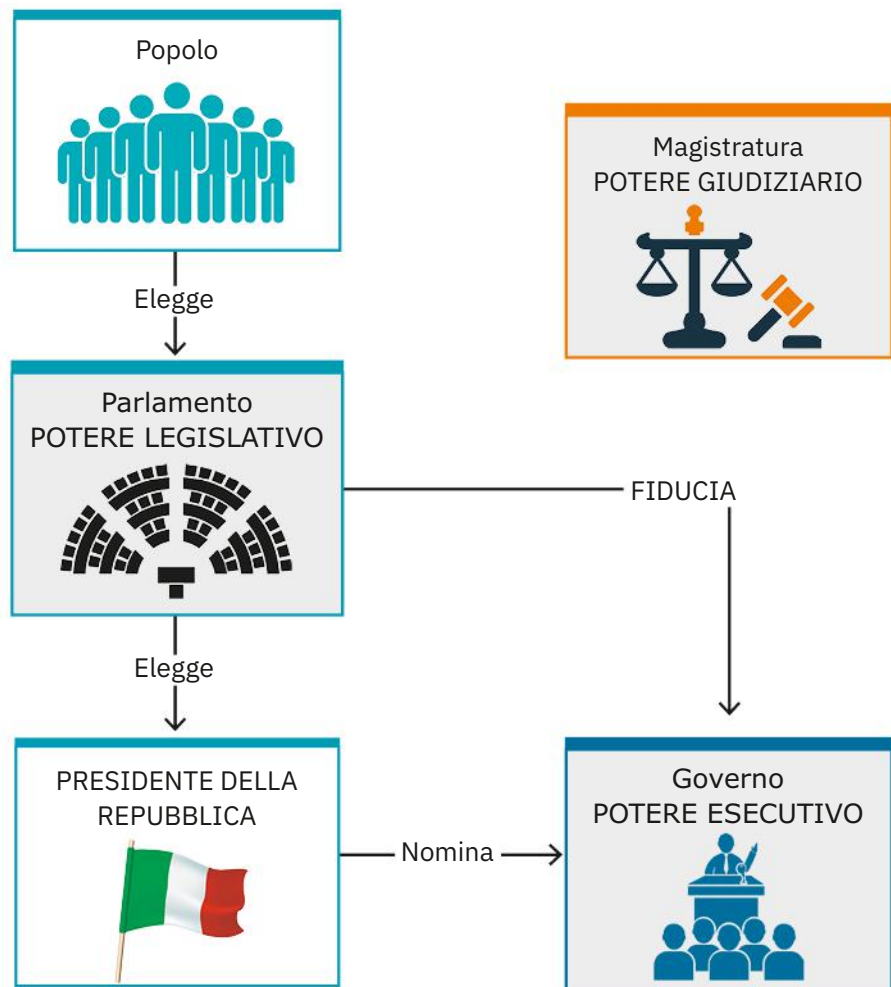 Popolo
Magistratura
POTERE GIUDIZIARIO
Elegge
Parlamento
POTERE LEGISLATIVO
FIDUCIA
Elegge
PRESIDENTE DELLA
REPUBBLICA
Nomina
Governo
POTERE ESECUTIVO